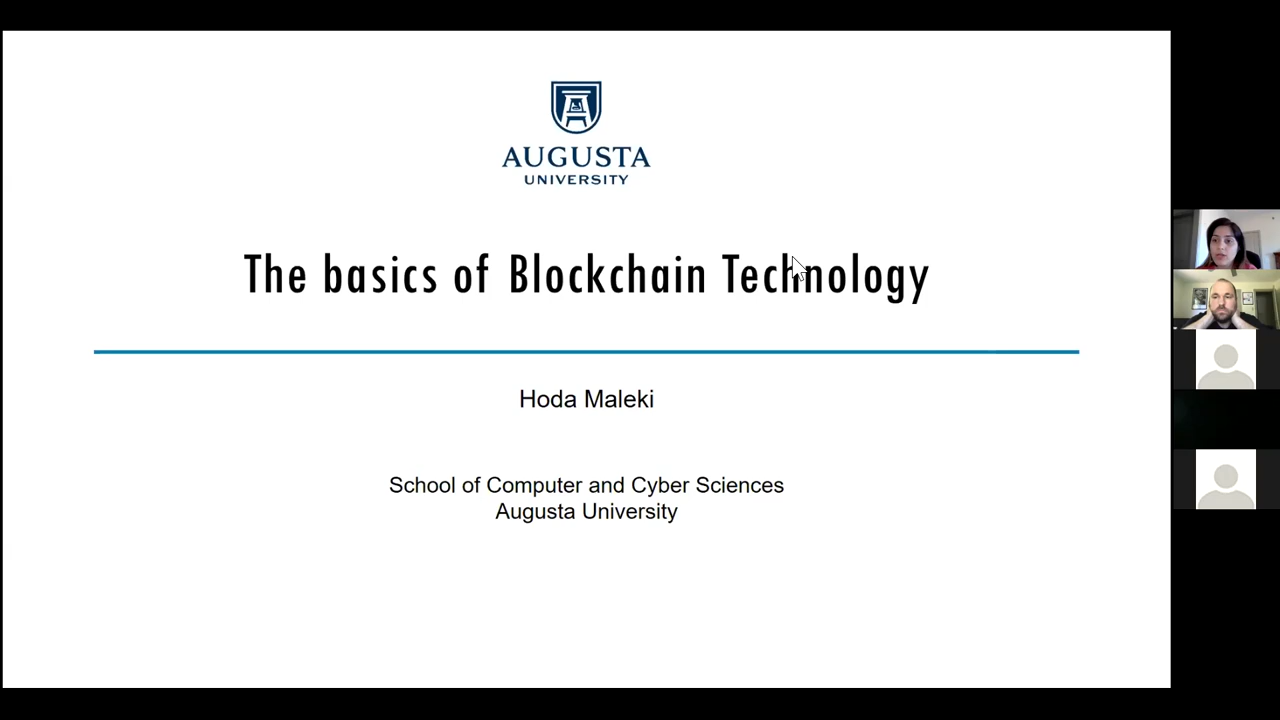 AUGUSTA
UNIVERSITY
The basics of Blockchain Technology
Hoda Maleki
School of Computer and Cyber Sciences
Augusta University